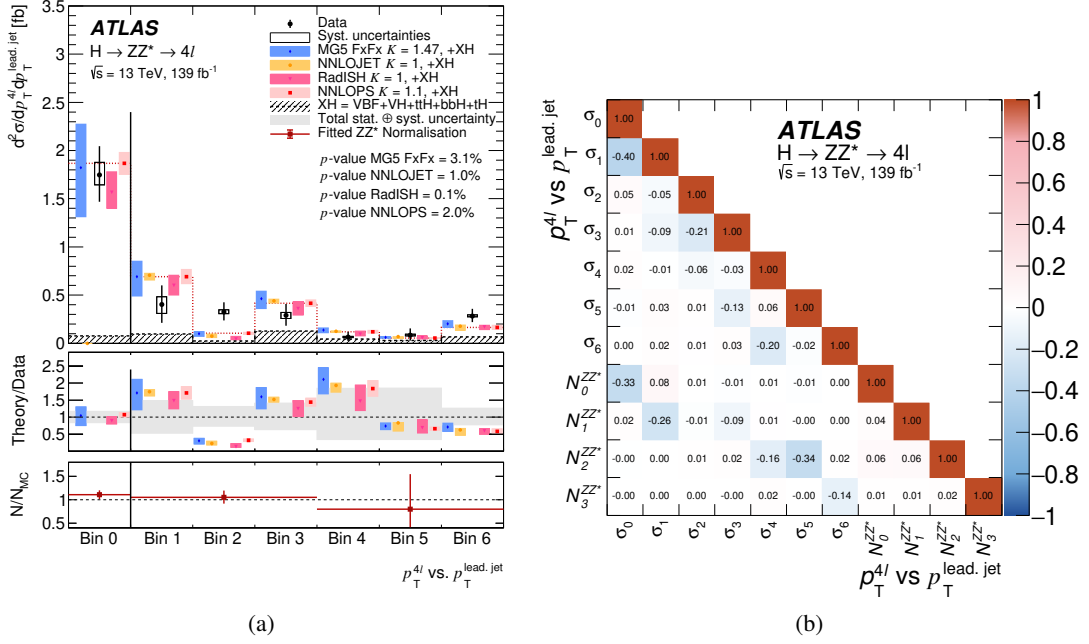 d²σ/dp_T^{4l} dp_T^{lead. jet} [fb]
4
3.5
3
2.5
2
1.5
1
0.5
0
ATLAS
H → ZZ* → 4l
√s = 13 TeV, 139 fb⁻¹
Data
Syst. uncertainties
MG5 FxFx K = 1.47, +XH
NNLOJET K = 1, +XH
RadISH K = 1, +XH
NNLOPS K = 1.1, +XH
XH = VBF+VH+ttH+bbH+tH
Total stat. ⊕ syst. uncertainty
Fitted ZZ* Normalisation
p-value MG5 FxFx = 3.1%
p-value NNLOJET = 1.0%
p-value RadISH = 0.1%
p-value NNLOPS = 2.0%
Theory/Data
2.5
2
1.5
1
0.5
N/N_MC
1.5
1
0.5
Bin 0 Bin 1 Bin 2 Bin 3 Bin 4 Bin 5 Bin 6
p_T^{4l} vs. p_T^{lead. jet}
(a)
p_T^{4l} vs p_T^{lead. jet}
ATLAS
H → ZZ* → 4l
√s = 13 TeV, 139 fb⁻¹
σ₀ 1.00
σ₁ -0.40 1.00
σ₂ 0.05 -0.05 1.00
σ₃ 0.01 -0.09 -0.21 1.00
σ₄ 0.02 -0.01 -0.06 -0.03 1.00
σ₅ -0.01 0.03 0.01 -0.13 0.06 1.00
σ₆ 0.00 0.02 0.01 0.03 -0.20 -0.02 1.00
N₀^{ZZ*} -0.33 0.08 -0.01 -0.01 0.01 -0.01 0.00 1.00
N₁^{ZZ*} 0.02 -0.26 -0.01 -0.09 0.01 -0.01 0.00 0.04 1.00
N₂^{ZZ*} -0.00 0.00 0.01 0.02 -0.16 -0.34 0.02 0.06 0.06 1.00
N₃^{ZZ*} -0.00 0.00 0.00 -0.00 0.02 -0.00 -0.14 0.01 0.01 0.02 1.00
σ₀ σ₁ σ₂ σ₃ σ₄ σ₅ σ₆ N₀^{ZZ*} N₁^{ZZ*} N₂^{ZZ*} N₃^{ZZ*}
p_T^{4l} vs p_T^{lead. jet}
1
0.8
0.6
0.4
0.2
0
−0.2
−0.4
−0.6
−0.8
−1
(b)